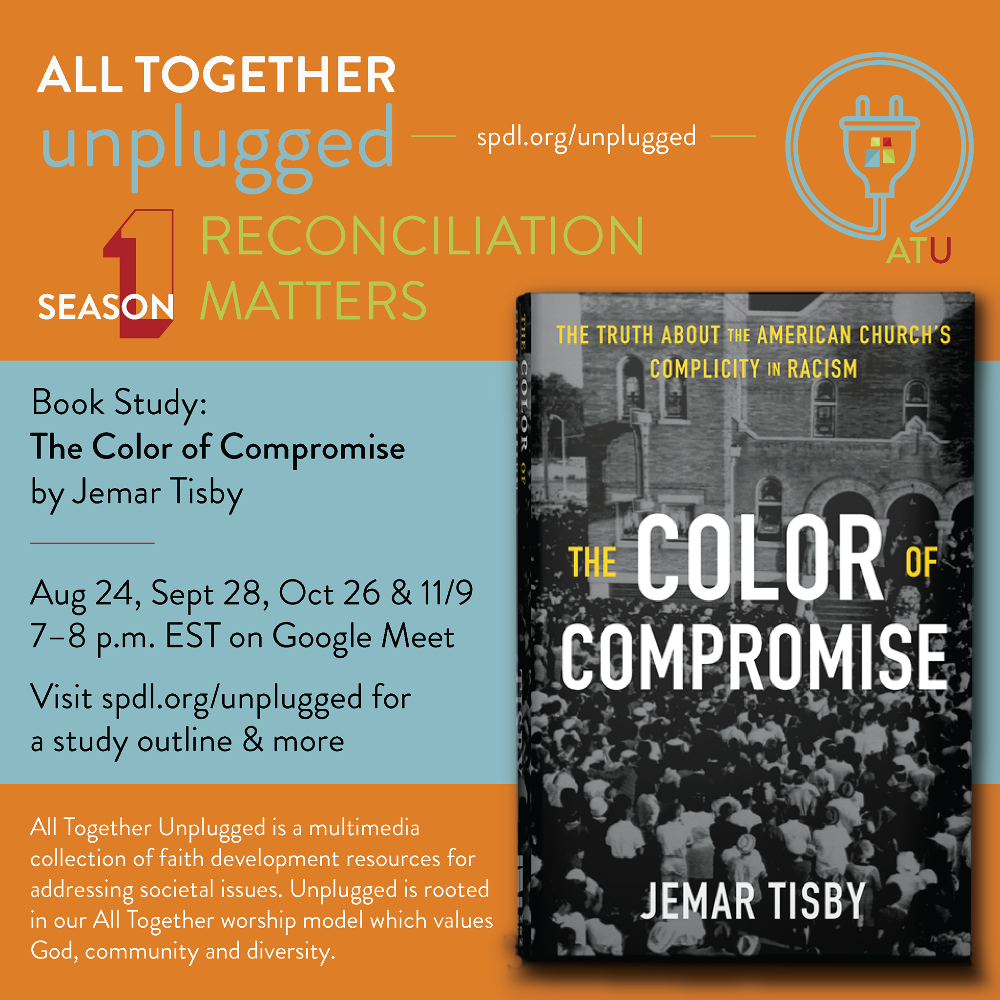 ALL TOGETHER
unplugged
spdl.org/unplugged
ATU
SEASON 1
RECONCILIATION
MATTERS
Book Study:
The Color of Compromise
by Jemar Tisby
Aug 24, Sept 28, Oct 26 & 11/9
7–8 p.m. EST on Google Meet
Visit spdl.org/unplugged for
a study outline & more
All Together Unplugged is a multimedia
collection of faith development resources for
addressing societal issues. Unplugged is rooted
in our All Together worship model which values
God, community and diversity.
THE COLOR OF
THE TRUTH ABOUT THE AMERICAN CHURCH'S
COMPLICITY IN RACISM
THE COLOR OF
COMPROMISE
JEMAR TISBY